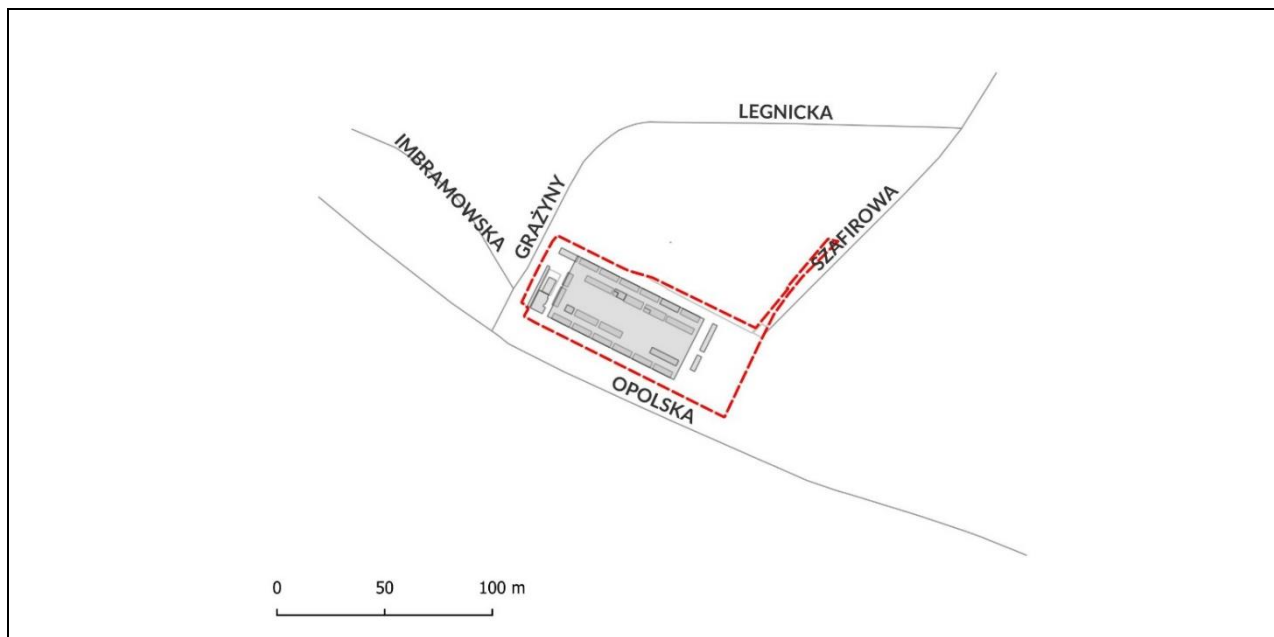 LEGNICKA
IMBRAMOWSKA
GRAŻYNY
SZAFIROWA
OPOLSKA
0 50 100 m